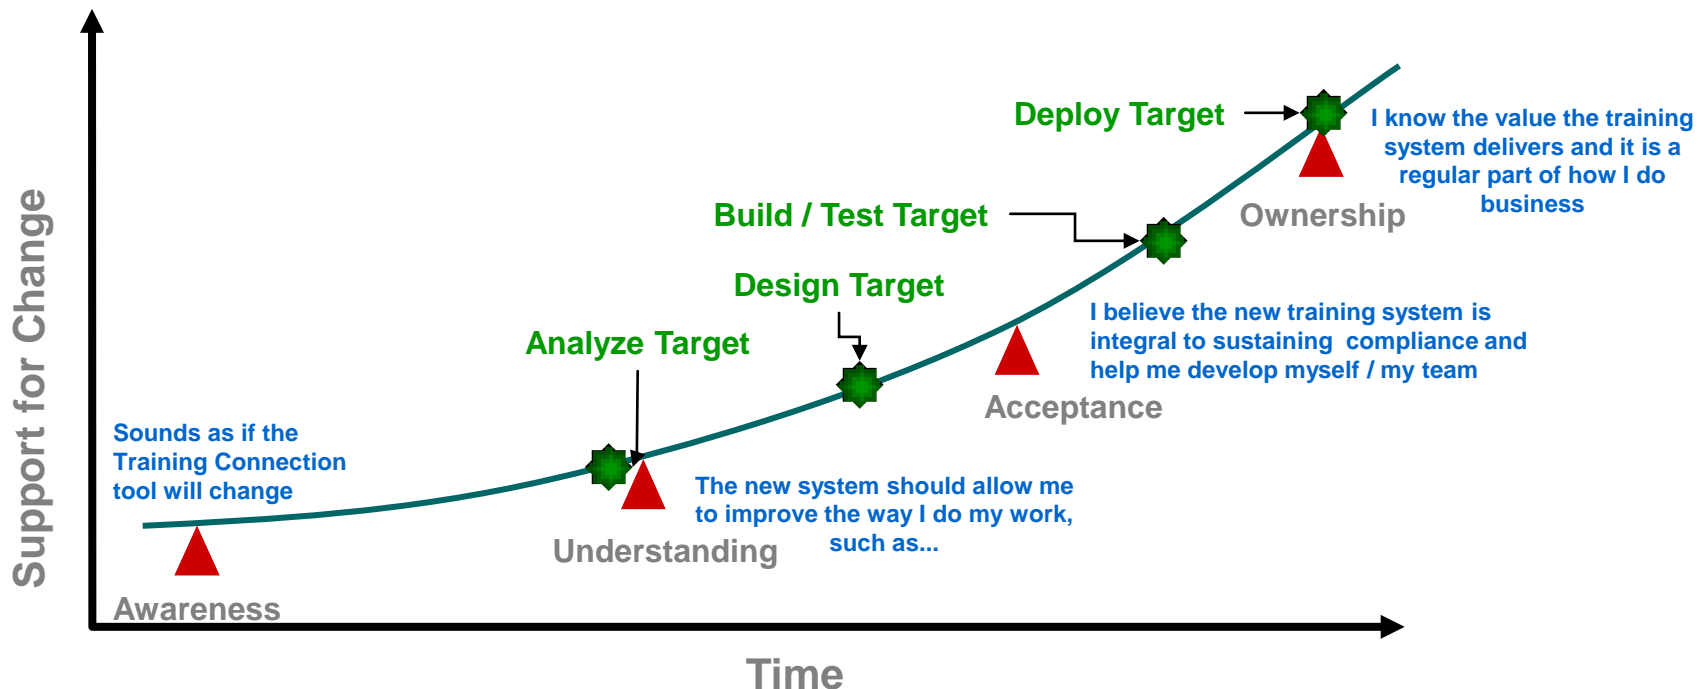 Deploy Target
I know the value the training
system delivers and it is a
regular part of how I do
business
Build / Test Target
Ownership
Design Target
I believe the new training system is
integral to sustaining compliance and
help me develop myself / my team
Analyze Target
Acceptance
Sounds as if the
Training Connection
tool will change
The new system should allow me
to improve the way I do my work,
such as...
Understanding
Awareness
Support for Change
Time